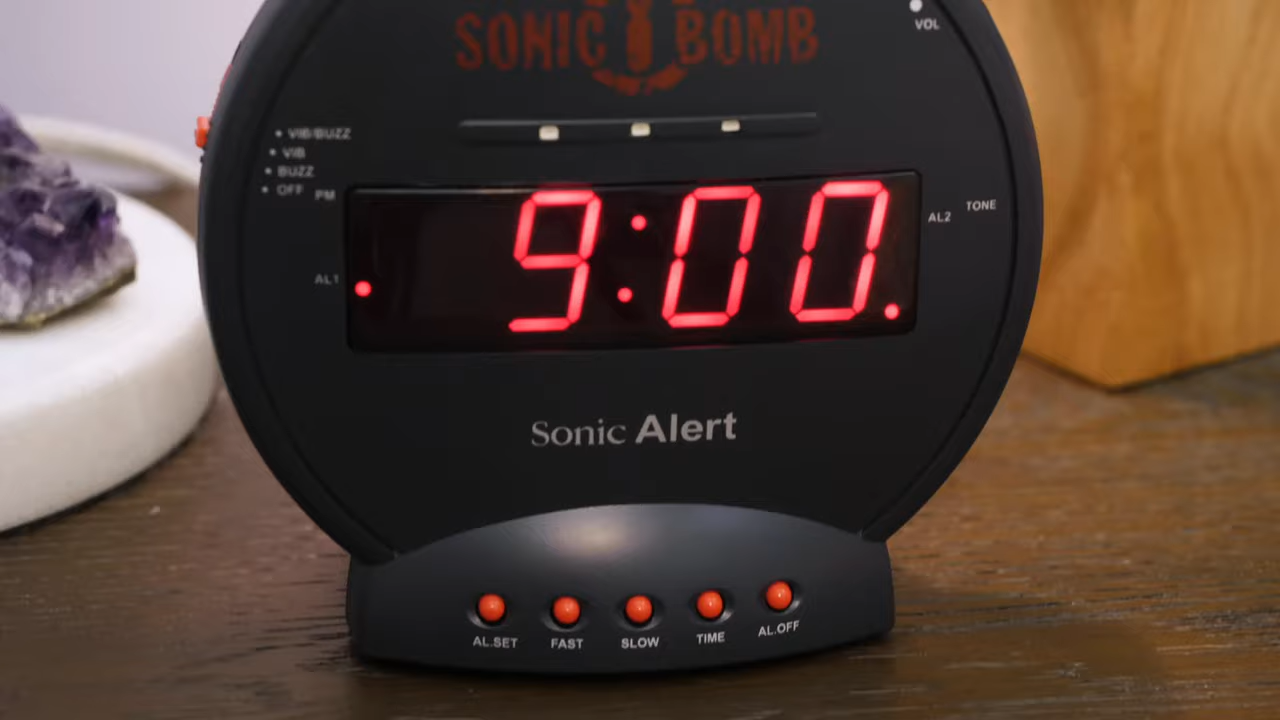 SONIC BOMB
VOL
• VIB/BUZZ
• VIB
• BUZZ
• OFF
PM
AL1
9:00.
AL2
TONE
Sonic Alert
AL.SET
FAST
SLOW
TIME
AL.OFF